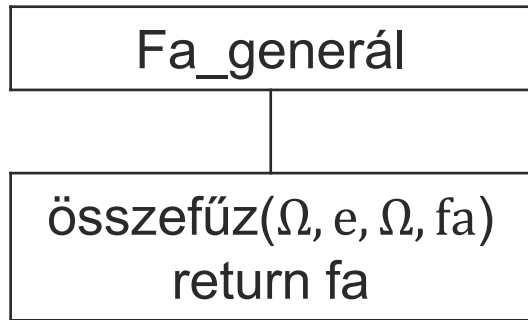 Fa_generál
összefűz(Ω, e, Ω, fa)
return fa